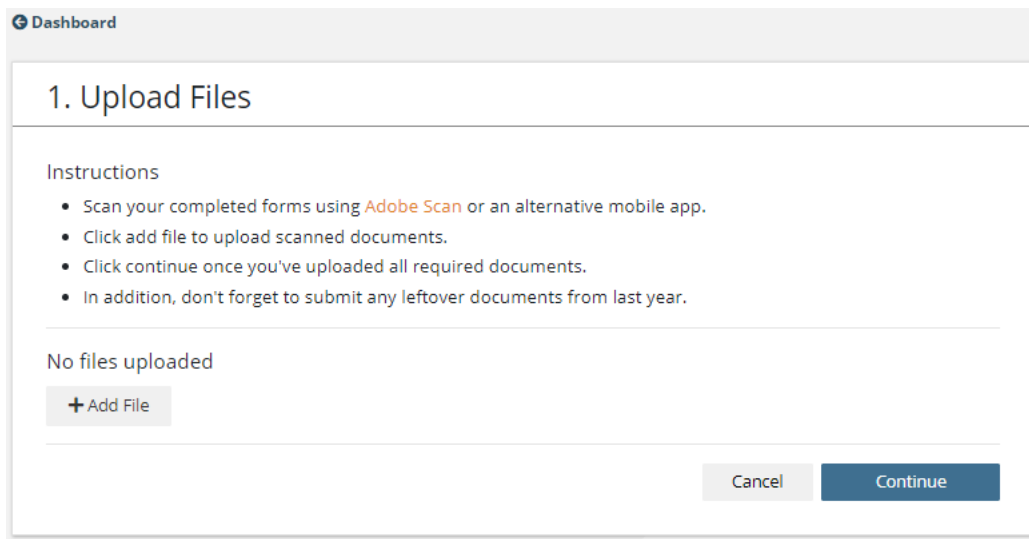 Dashboard
1. Upload Files
Instructions
• Scan your completed forms using Adobe Scan or an alternative mobile app.
• Click add file to upload scanned documents.
• Click continue once you've uploaded all required documents.
• In addition, don't forget to submit any leftover documents from last year.
No files uploaded
+ Add File
Cancel Continue